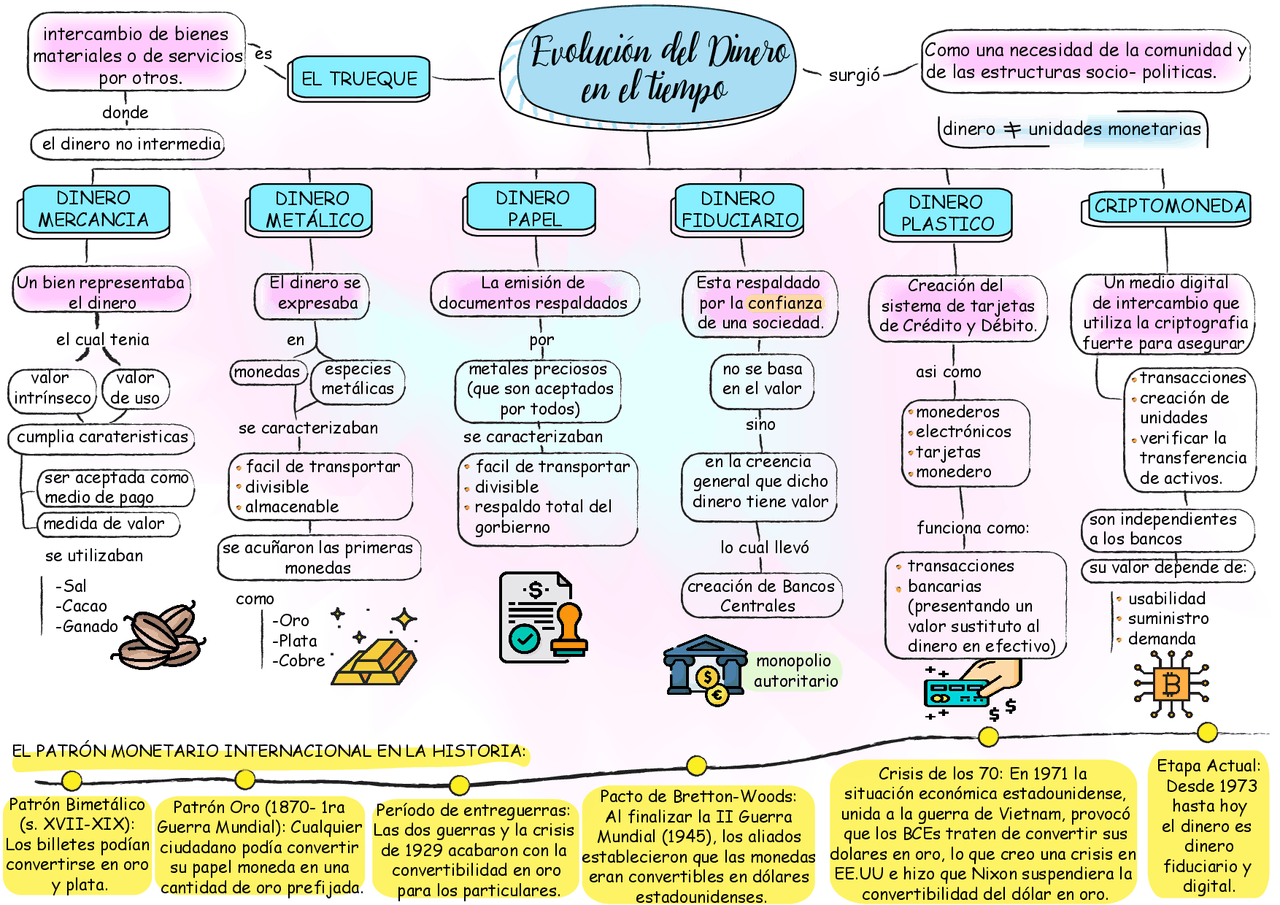 Evolución del Dinero
en el tiempo
EL TRUEQUE
es
intercambio de bienes
materiales o de servicios
por otros.
donde
el dinero no intermedia
surgió
Como una necesidad de la comunidad y
de las estructuras socio- politicas.
dinero ≠ unidades monetarias
DINERO
MERCANCIA
Un bien representaba
el dinero
el cual tenia
valor
intrínseco
valor
de uso
cumplia carateristicas
ser aceptada como
medio de pago
medida de valor
se utilizaban
-Sal
-Cacao
-Ganado
DINERO
METÁLICO
El dinero se
expresaba
en
monedas
especies
metálicas
se caracterizaban
facil de transportar
divisible
almacenable
se acuñaron las primeras
monedas
como
-Oro
-Plata
-Cobre
DINERO
PAPEL
La emisión de
documentos respaldados
por
metales preciosos
(que son aceptados
por todos)
se caracterizaban
facil de transportar
divisible
respaldo total del
gorbierno
$
DINERO
FIDUCIARIO
Esta respaldado
por la confianza
de una sociedad.
no se basa
en el valor
sino
en la creencia
general que dicho
dinero tiene valor
lo cual llevó
creación de Bancos
Centrales
$
€
monopolio
autoritario
DINERO
PLASTICO
Creación del
sistema de tarjetas
de Crédito y Débito.
asi como
monederos
electrónicos
tarjetas
monedero
funciona como:
transacciones
bancarias
(presentando un
valor sustituto al
dinero en efectivo)
$ $
CRIPTOMONEDA
Un medio digital
de intercambio que
utiliza la criptografia
fuerte para asegurar
transacciones
creación de
unidades
verificar la
transferencia
de activos.
son independientes
a los bancos
su valor depende de:
usabilidad
suministro
demanda
B
EL PATRÓN MONETARIO INTERNACIONAL EN LA HISTORIA:
Patrón Bimetálico
(s. XVII-XIX):
Los billetes podían
convertirse en oro
y plata.
Patrón Oro (1870- 1ra
Guerra Mundial): Cualquier
ciudadano podía convertir
su papel moneda en una
cantidad de oro prefijada.
Período de entreguerras:
Las dos guerras y la crisis
de 1929 acabaron con la
convertibilidad en oro
para los particulares.
Pacto de Bretton-Woods:
Al finalizar la II Guerra
Mundial (1945), los aliados
establecieron que las monedas
eran convertibles en dólares
estadounidenses.
Crisis de los 70: En 1971 la
situación económica estadounidense,
unida a la guerra de Vietnam, provocó
que los BCEs traten de convertir sus
dolares en oro, lo que creo una crisis en
EE.UU e hizo que Nixon suspendiera la
convertibilidad del dólar en oro.
Etapa Actual:
Desde 1973
hasta hoy
el dinero es
dinero
fiduciario y
digital.